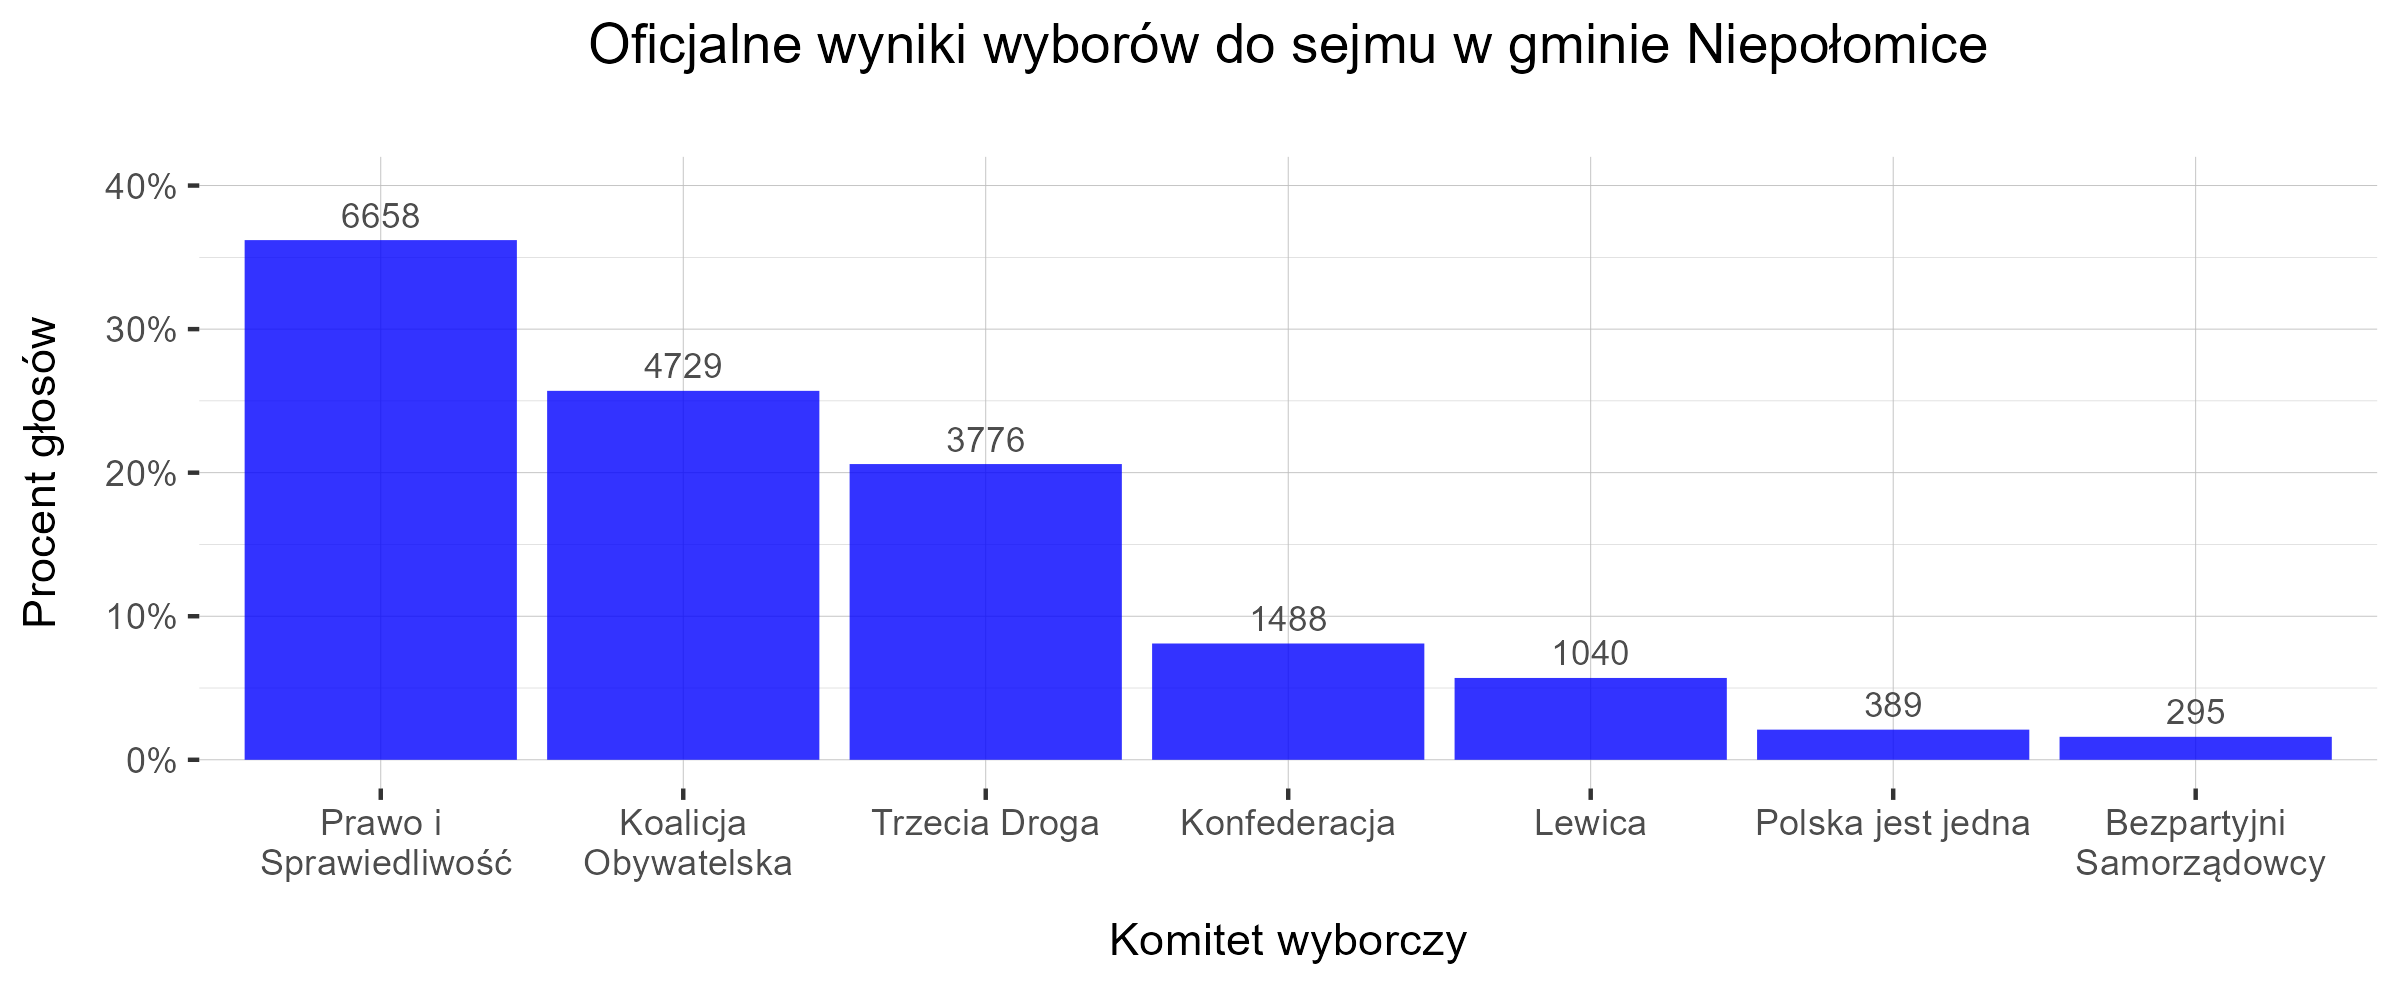 Oficjalne wyniki wyborów do sejmu w gminie Niepołomice
Procent głosów
40%
30%
20%
10%
0%
6658
4729
3776
1488
1040
389
295
Prawo i
Sprawiedliwość
Koalicja
Obywatelska
Trzecia Droga
Konfederacja
Lewica
Polska jest jedna
Bezpartyjni
Samorządowcy
Komitet wyborczy